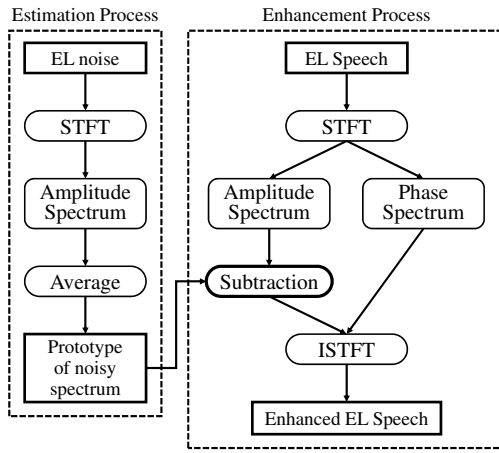 Estimation Process
EL noise
STFT
Amplitude
Spectrum
Average
Prototype
of noisy
spectrum
Enhancement Process
EL Speech
STFT
Amplitude
Spectrum
Phase
Spectrum
Subtraction
ISTFT
Enhanced EL Speech